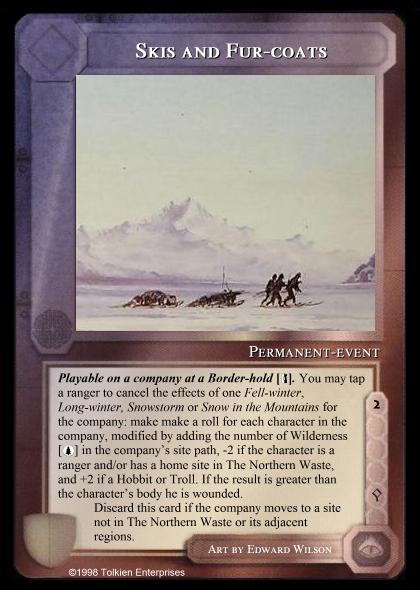 Skis and Fur-coats
Permanent-event
Playable on a company at a Border-hold []. You may tap
a ranger to cancel the effects of one Fell-winter,
Long-winter, Snowstorm or Snow in the Mountains for
the company: make make a roll for each character in the
company, modified by adding the number of Wilderness
[] in the company's site path, -2 if the character is a
ranger and/or has a home site in The Northern Waste,
and +2 if a Hobbit or Troll. If the result is greater than
the character's body he is wounded.
Discard this card if the company moves to a site
not in The Northern Waste or its adjacent
regions.
2
Art by Edward Wilson
©1998 Tolkien Enterprises